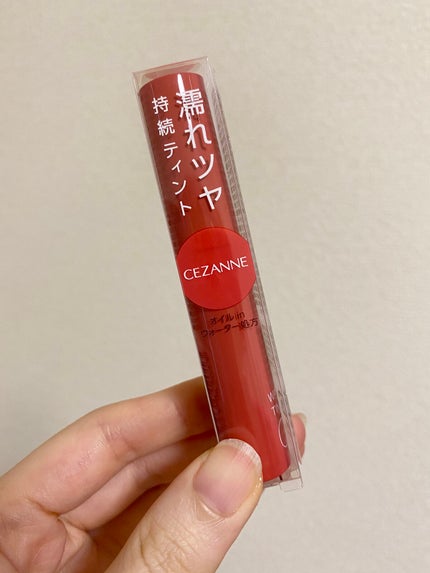 濡れツヤ
持続ティント
CEZANNE
オイルin
ウォーター処方